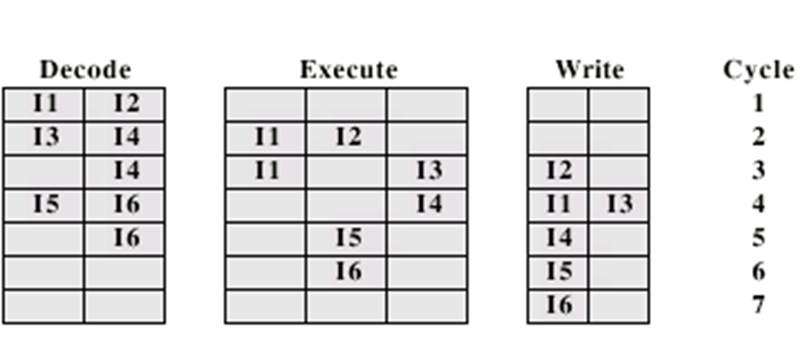 Decode Execute Write Cycle
I1 I2 1
I3 I4 I1 I2 2
I4 I1 I3 I2 3
I5 I6 I4 I1 I3 4
I6 I5 I4 5
I6 I5 6
I6 7